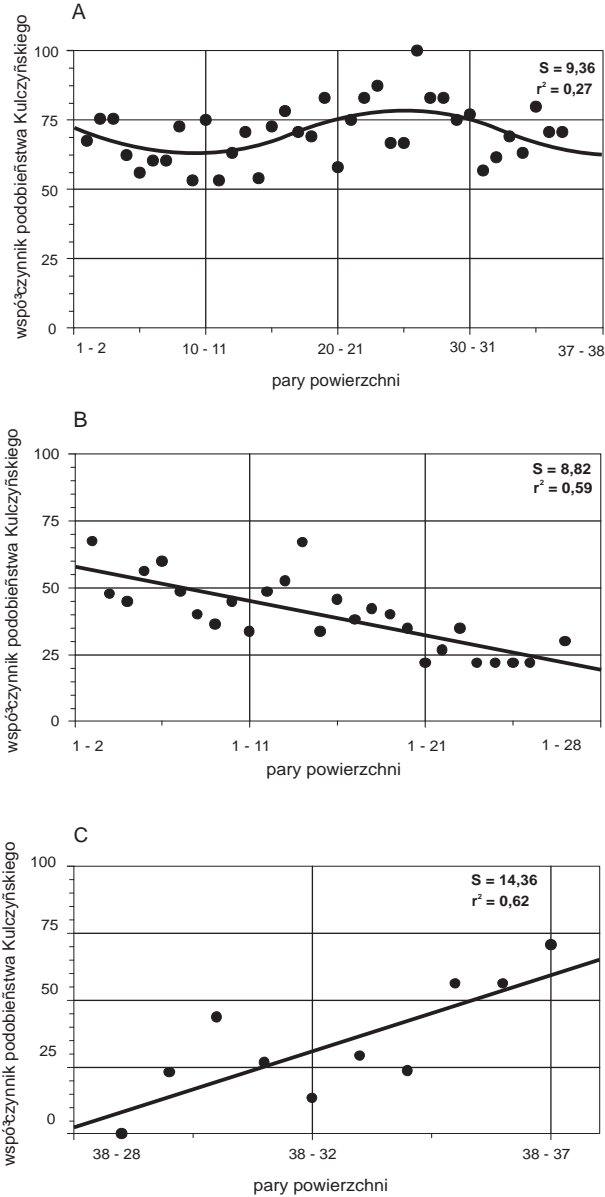 A
S = 9,36
r² = 0,27
100
75
50
25
0
współczynnik podobieństwa Kulczyñskiego
1 - 2
10 - 11
20 - 21
30 - 31
37 - 38
pary powierzchni
B
S = 8,82
r² = 0,59
100
75
50
25
0
wspó³czynnik podobieñstwa Kulczyñskiego
1 - 2
1 - 11
1 - 21
1 - 28
pary powierzchni
C
S = 14,36
r² = 0,62
100
75
50
25
0
wspó³czynnik podobieñstwa Kulczyñskiego
38 - 28
38 - 32
38 - 37
pary powierzchni